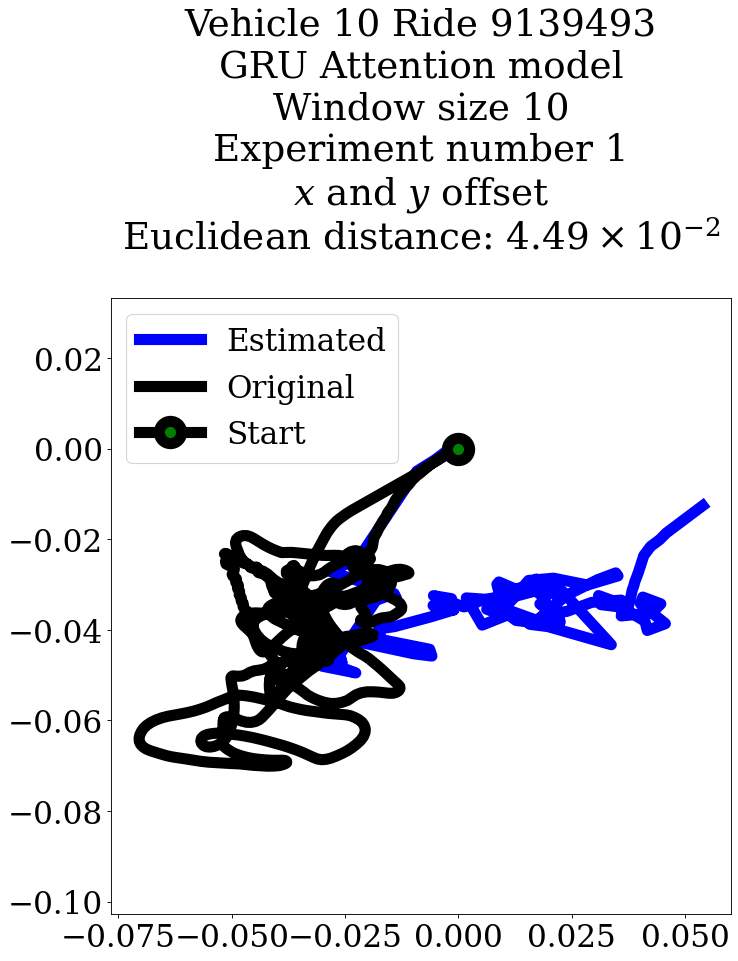 Vehicle 10 Ride 9139493
GRU Attention model
Window size 10
Experiment number 1
x and y offset
Euclidean distance: 4.49 × 10⁻²
Estimated
Original
Start
0.02
0.00
−0.02
−0.04
−0.06
−0.08
−0.10
−0.075 −0.050 −0.025 0.000 0.025 0.050